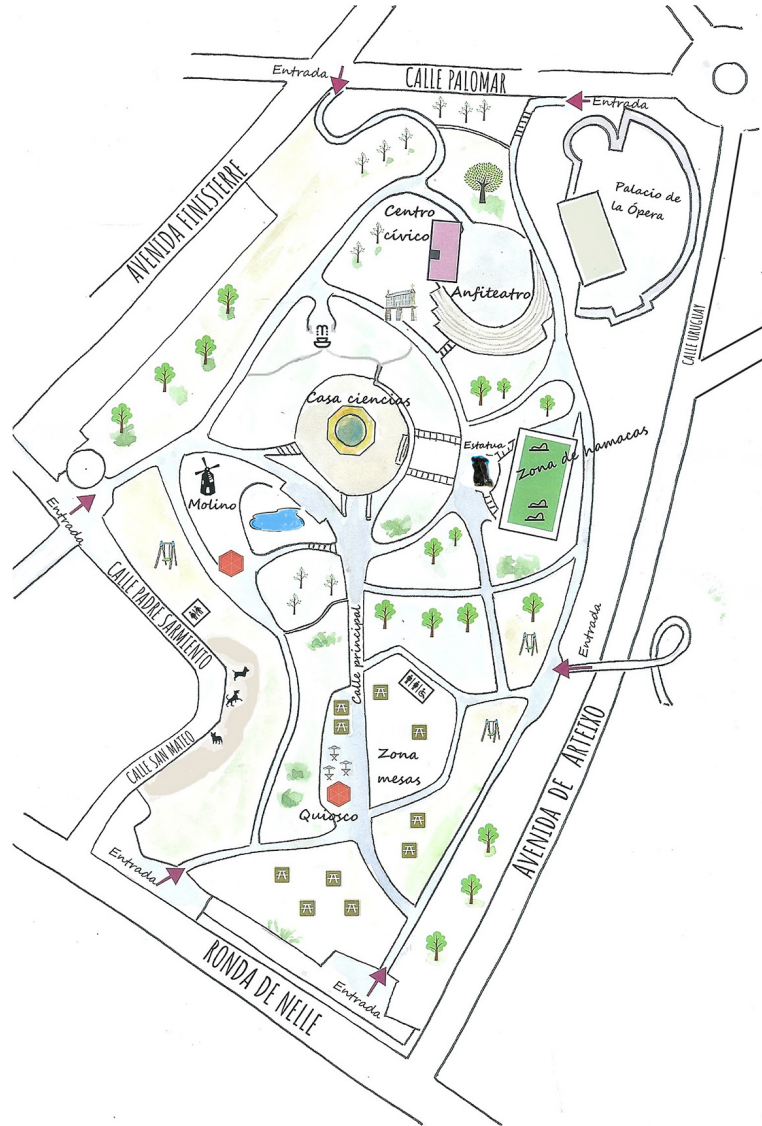 Entrada
CALLE PALOMAR
Entrada
AVENIDA FINISTERRE
Palacio de
la Ópera
Centro
cívico
Anfiteatro
CALLE URUGUAY
Casa ciencias
Estatua
Zona de hamacas
Molino
Entrada
CALLE PADRE SARMIENTO
Calle principal
Entrada
CALLE SAN MATEO
Zona
mesas
Quiosco
AVENIDA DE ARTEIXO
Entrada
RONDA DE NELLE
Entrada